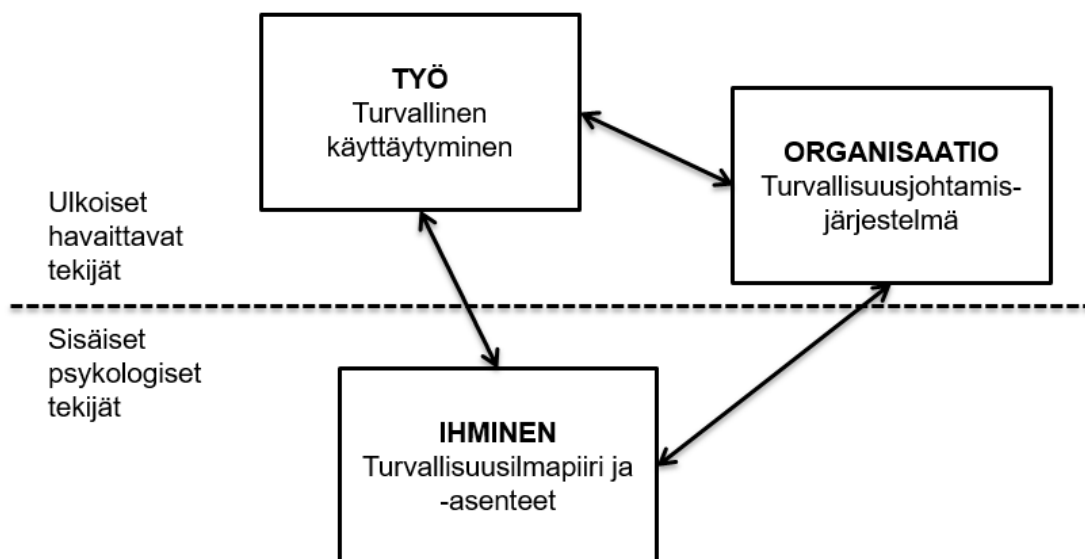 TYÖ
Turvallinen
käyttäytyminen
ORGANISAATIO
Turvallisuusjohtamis-
järjestelmä
Ulkoiset
havaittavat
tekijät
Sisäiset
psykologiset
tekijät
IHMINEN
Turvallisuusilmapiiri ja
-asenteet